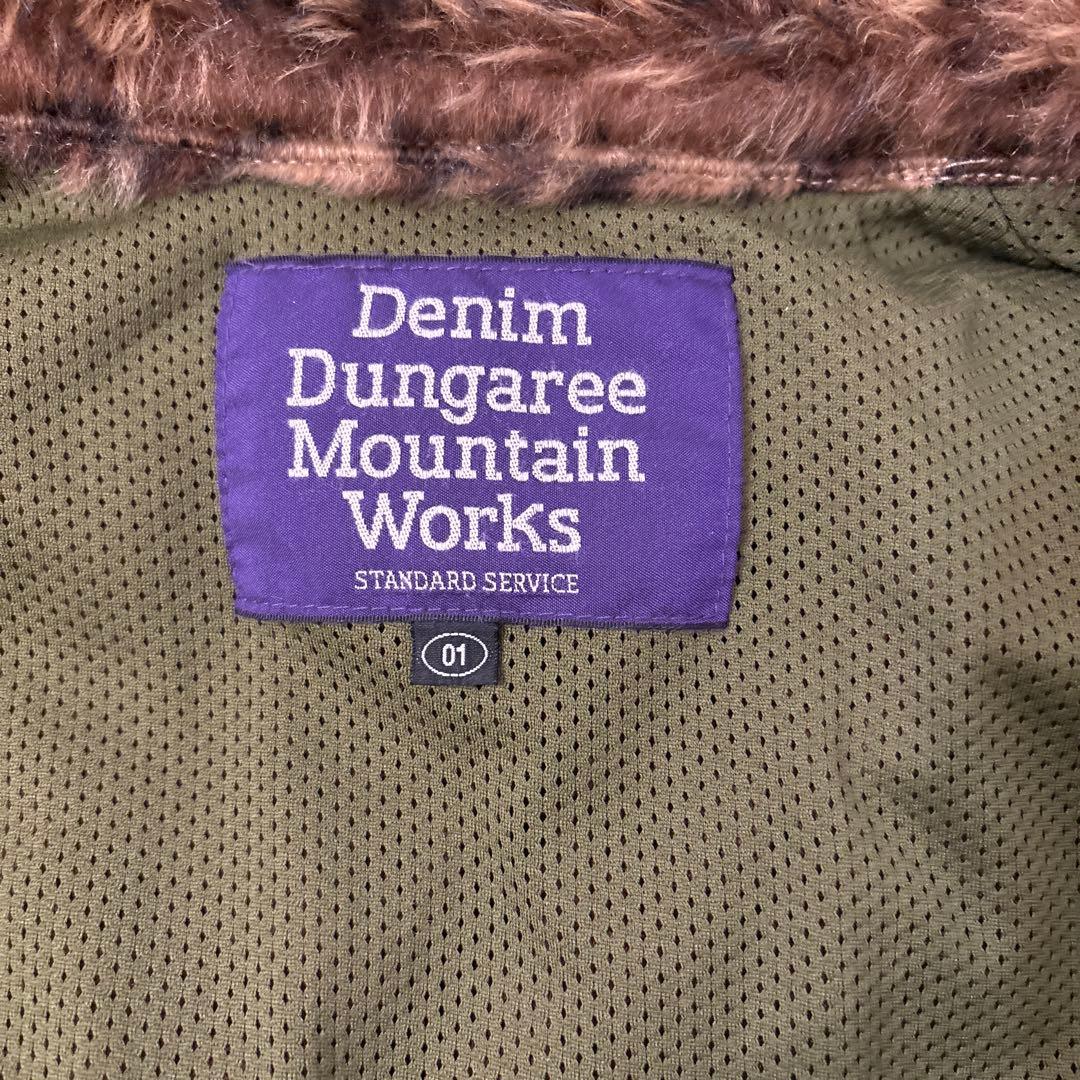 Denim
Dungaree
Mountain
Works
STANDARD SERVICE
01